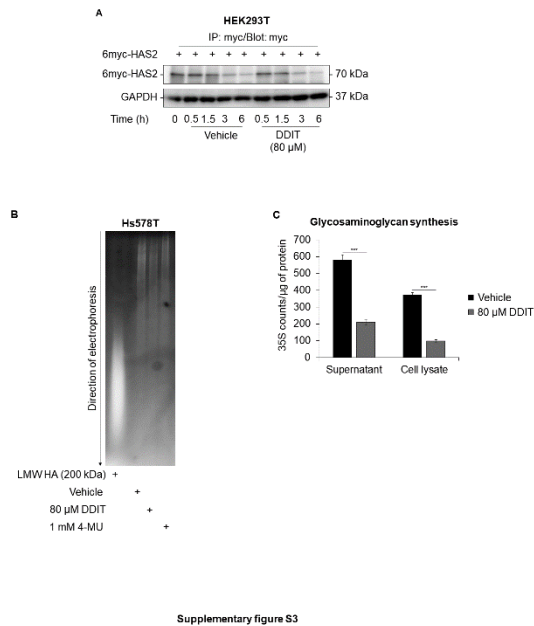 A
HEK293T
IP: myc/Blot: myc
6myc-HAS2 + + + + + + + + +
6myc-HAS2 - 70 kDa
GAPDH - 37 kDa
Time (h) 0 0.5 1.5 3 6 0.5 1.5 3 6
Vehicle DDIT
(80 µM)
B
Hs578T
Direction of electrophoresis
LMW HA (200 kDa) +
Vehicle +
80 µM DDIT +
1 mM 4-MU +
C
Glycosaminoglycan synthesis
35S counts/µg of protein
700
600
500
400
300
200
100
0
*** ***
Supernatant Cell lysate
Vehicle
80 µM DDIT
Supplementary figure S3